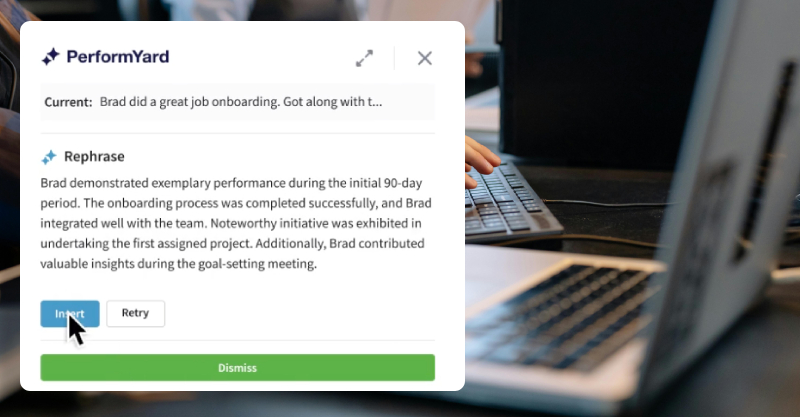 PerformYard
Current: Brad did a great job onboarding. Got along with t...
Rephrase
Brad demonstrated exemplary performance during the initial 90-day
period. The onboarding process was completed successfully, and Brad
integrated well with the team. Noteworthy initiative was exhibited in
undertaking the first assigned project. Additionally, Brad contributed
valuable insights during the goal-setting meeting.
Insert Retry
Dismiss